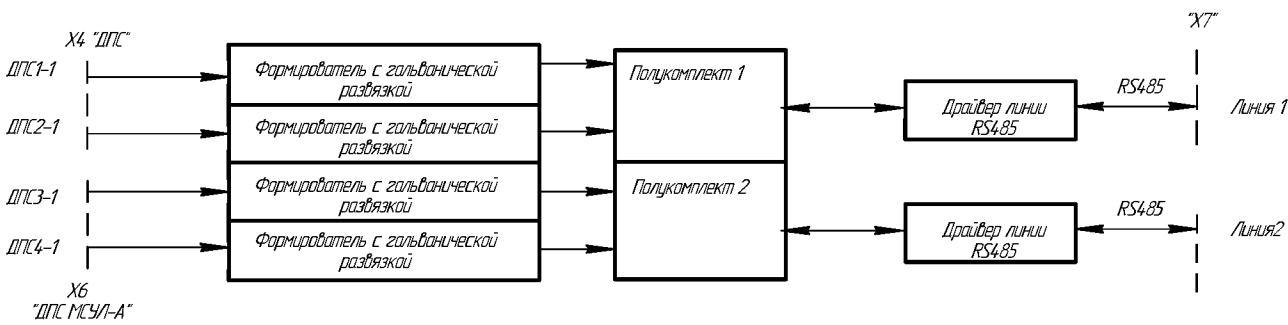 X4 "ДПС"
"X7"
ДПС1-1
ДПС2-1
ДПС3-1
ДПС4-1
X6
"ДПС МСУЛ-А"
Формирователь с гальванической
развязкой
Формирователь с гальванической
развязкой
Формирователь с гальванической
развязкой
Формирователь с гальванической
развязкой
Полукомплект 1
Полукомплект 2
Драйвер линии
RS485
Драйвер линии
RS485
RS485
RS485
Линия 1
Линия2